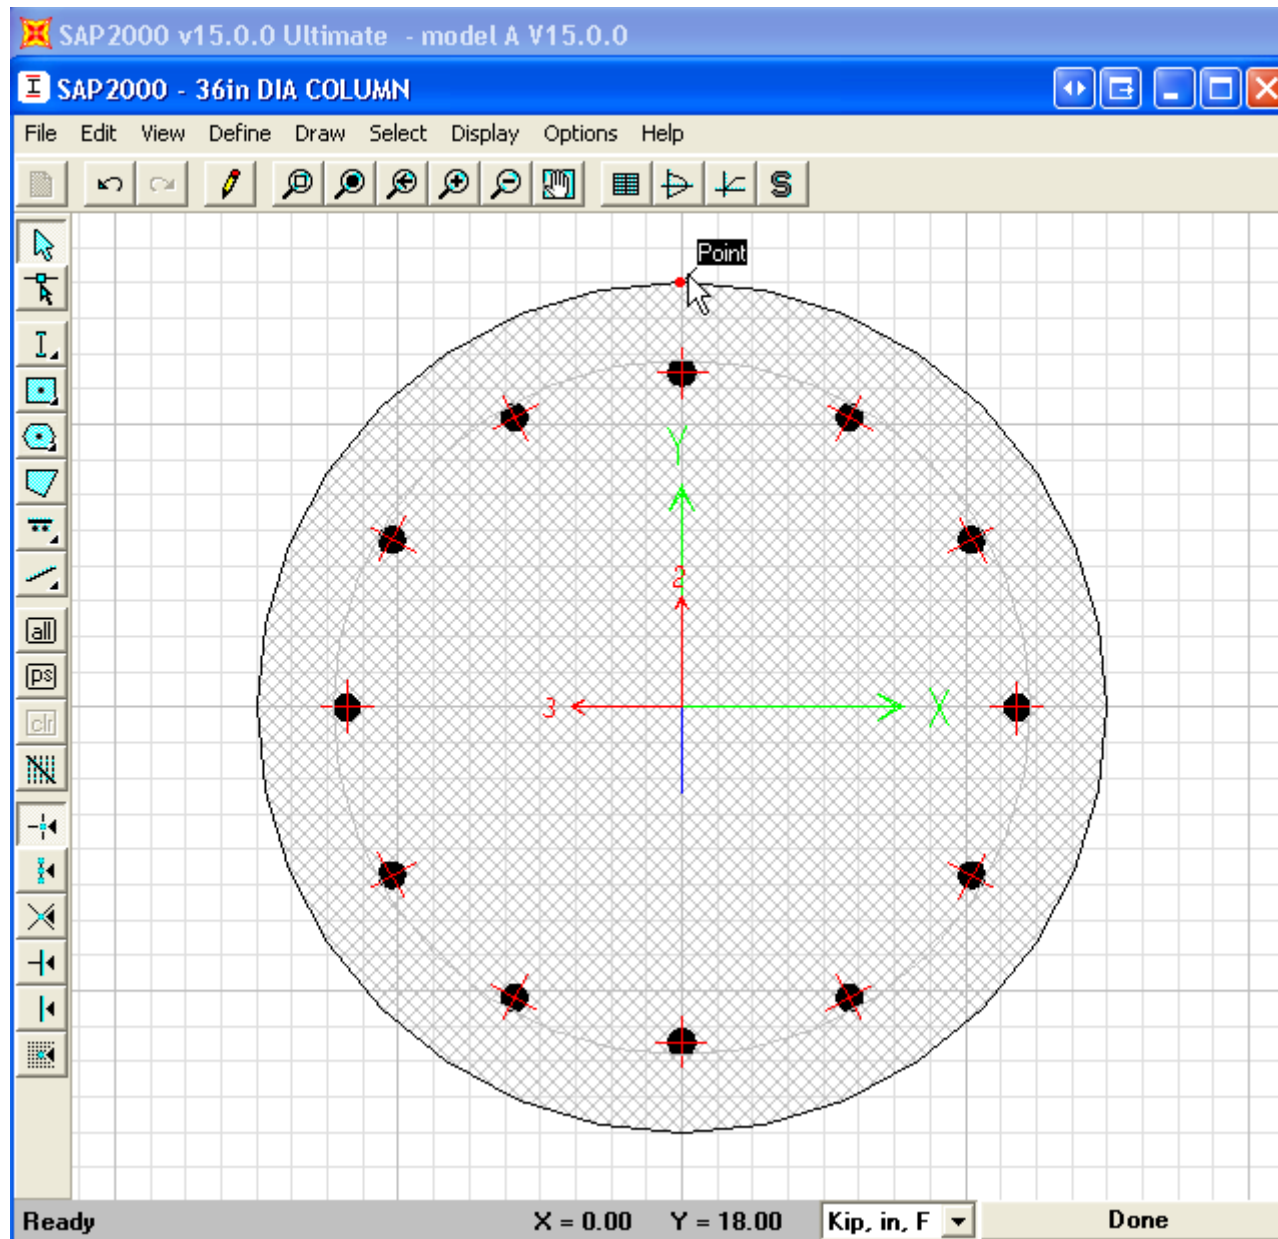 SAP2000 v15.0.0 Ultimate - model A V15.0.0
SAP2000 - 36in DIA COLUMN
File Edit View Define Draw Select Display Options Help
S
Point
Y
2
3
X
all
ps
clr
Ready X = 0.00 Y = 18.00 Kip, in, F Done